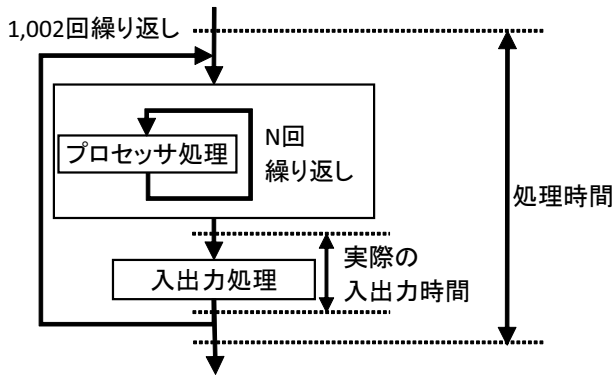 1,002回繰り返し
プロセッサ処理
N回
繰り返し
処理時間
実際の
入出力時間
入出力処理